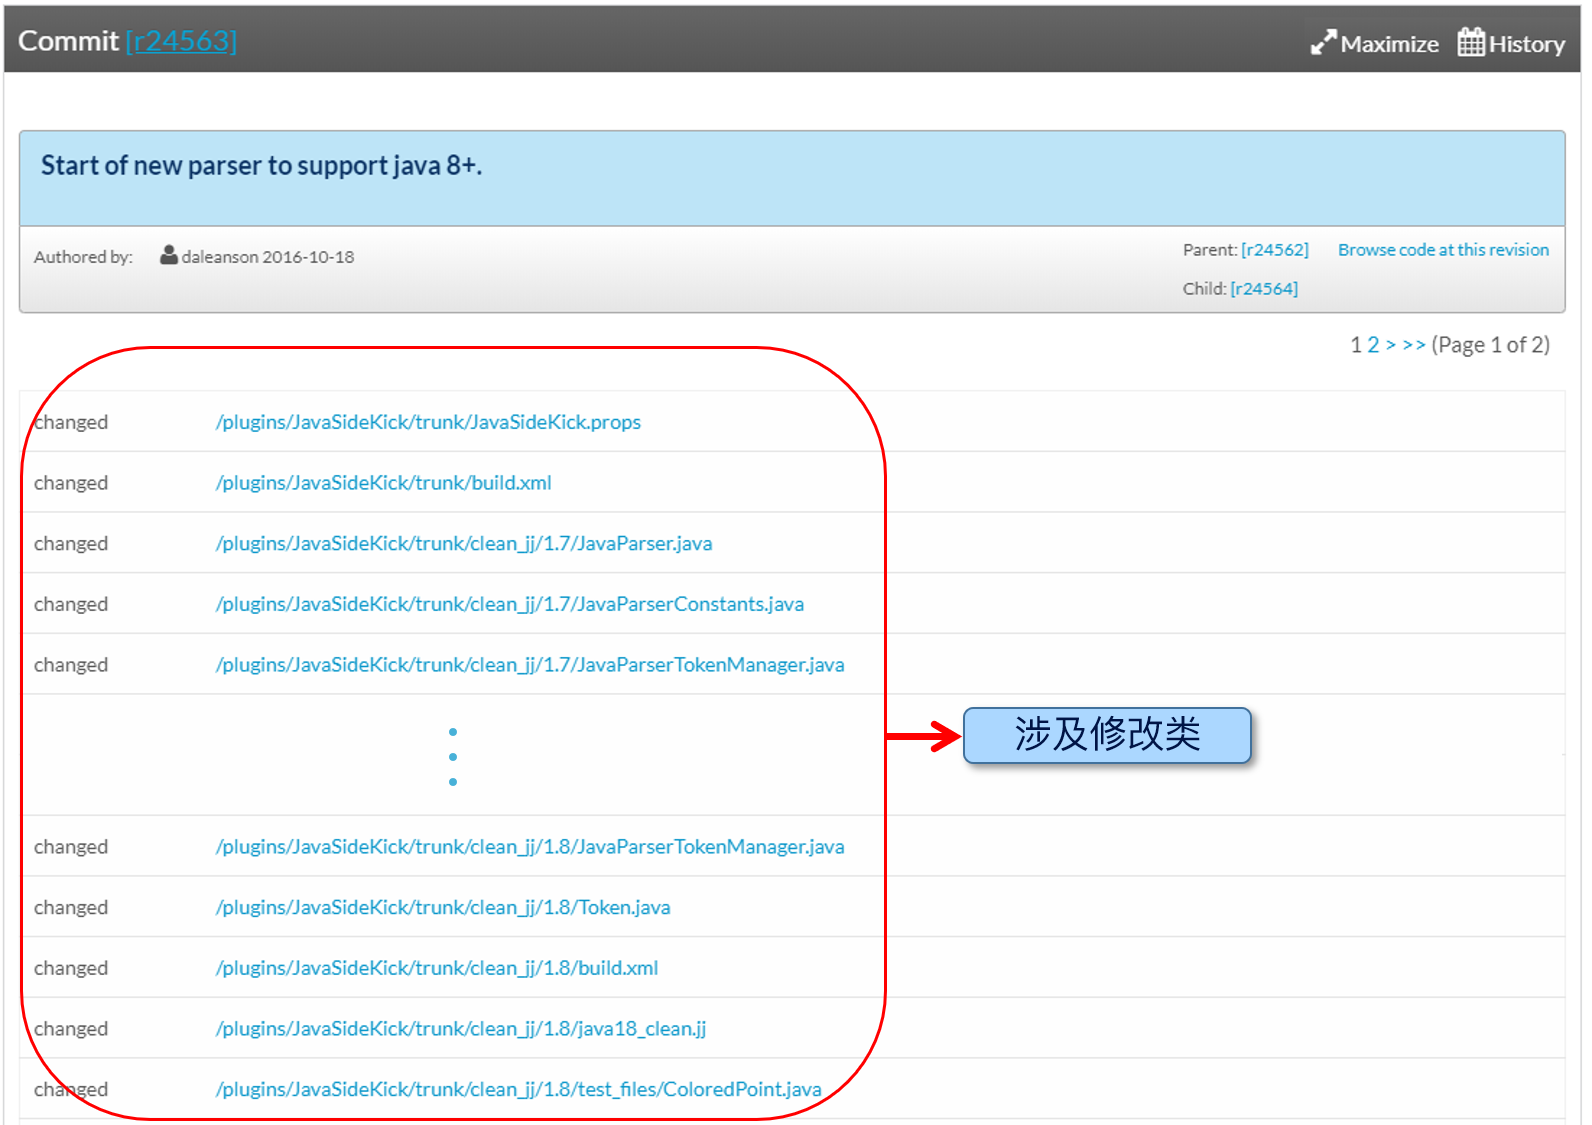 Commit [r24563]
Maximize History
Start of new parser to support java 8+.
Authored by: daleanson 2016-10-18
Parent: [r24562] Browse code at this revision
Child: [r24564]
1 2 > >> (Page 1 of 2)
changed /plugins/JavaSideKick/trunk/JavaSideKick.props
changed /plugins/JavaSideKick/trunk/build.xml
changed /plugins/JavaSideKick/trunk/clean_jj/1.7/JavaParser.java
changed /plugins/JavaSideKick/trunk/clean_jj/1.7/JavaParserConstants.java
changed /plugins/JavaSideKick/trunk/clean_jj/1.7/JavaParserTokenManager.java
涉及修改类
changed /plugins/JavaSideKick/trunk/clean_jj/1.8/JavaParserTokenManager.java
changed /plugins/JavaSideKick/trunk/clean_jj/1.8/Token.java
changed /plugins/JavaSideKick/trunk/clean_jj/1.8/build.xml
changed /plugins/JavaSideKick/trunk/clean_jj/1.8/java18_clean.jj
changed /plugins/JavaSideKick/trunk/clean_jj/1.8/test_files/ColoredPoint.java